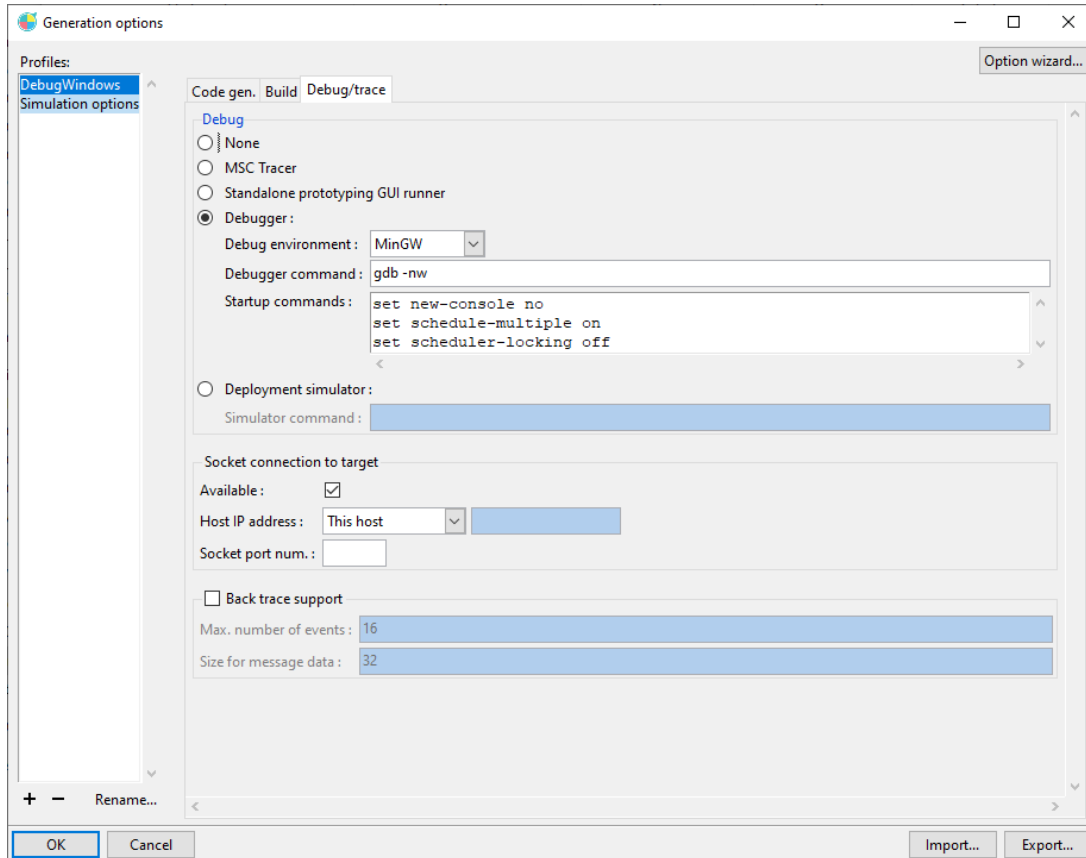 Generation options
Profiles:
Option wizard...
DebugWindows
Simulation options
Code gen. Build Debug/trace
Debug
None
MSC Tracer
Standalone prototyping GUI runner
Debugger :
Debug environment : MinGW
Debugger command : gdb -nw
Startup commands : set new-console no
set schedule-multiple on
set scheduler-locking off
Deployment simulator :
Simulator command :
Socket connection to target
Available :
Host IP address : This host
Socket port num. :
Back trace support
Max. number of events : 16
Size for message data : 32
+ − Rename...
OK Cancel Import... Export...